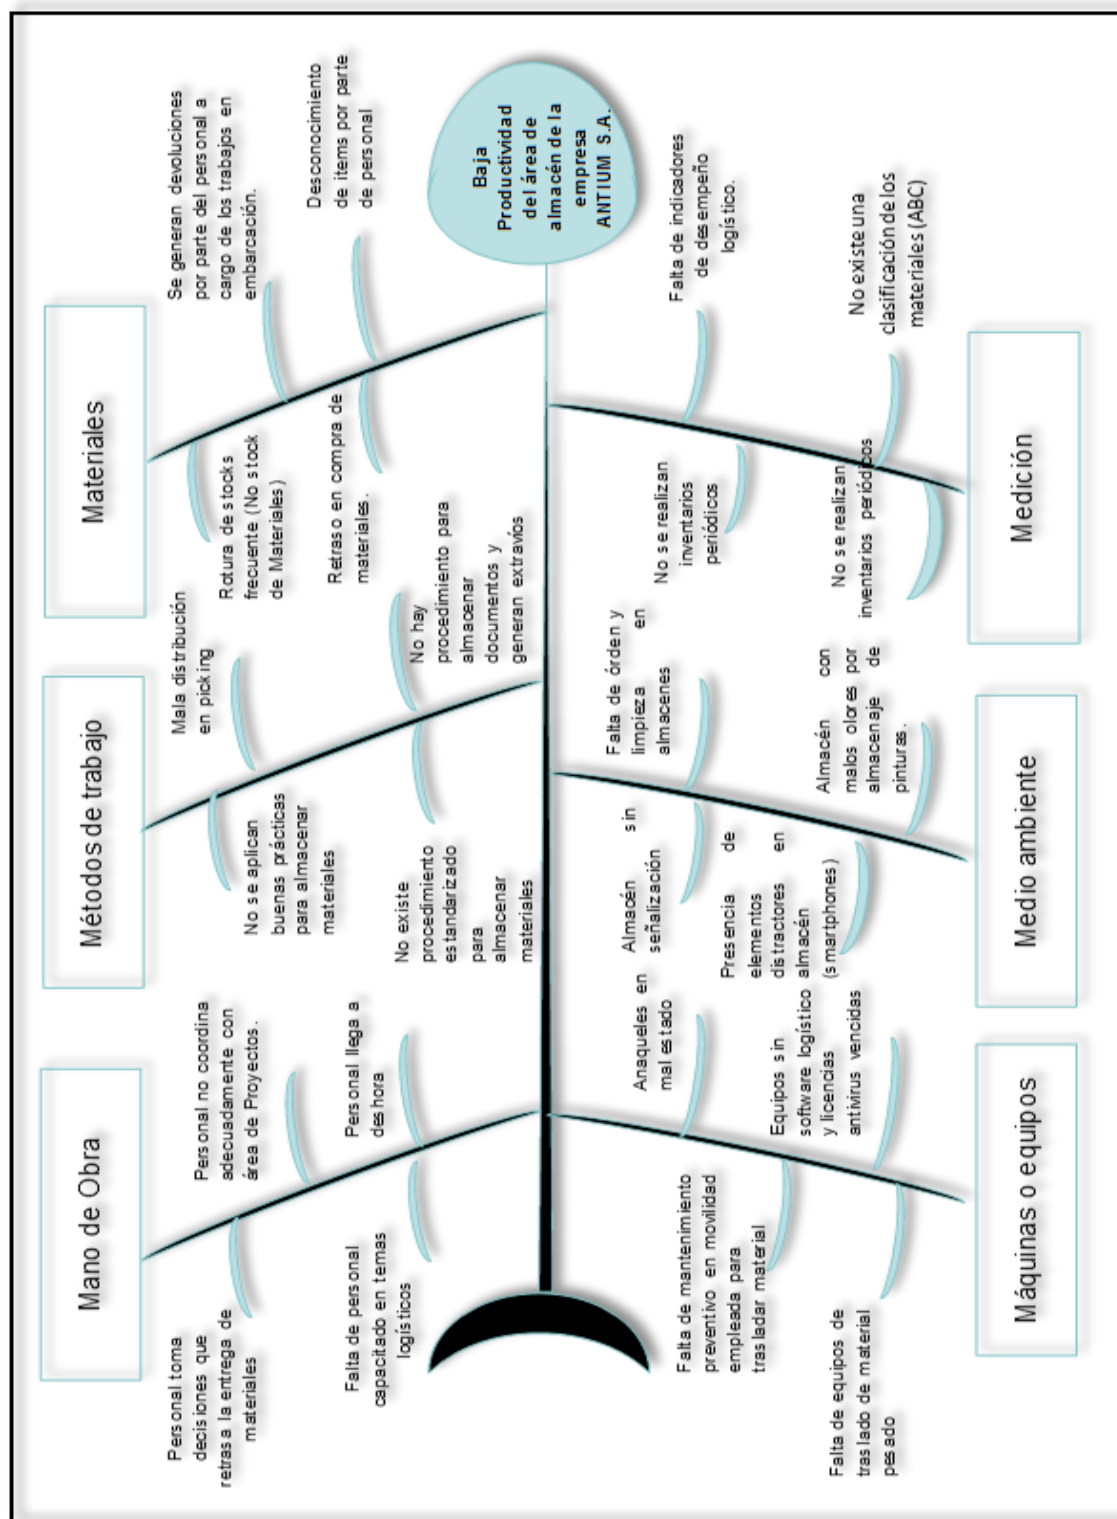 Mano de Obra
Métodos de trabajo
Materiales
Personal toma
decisiones que
retrasa la entrega de
materiales
Personal no coordina
adecuadamente con
área de Proyectos.
Falta de personal
capacitado en temas
logísticos
Personal llega a
deshora
No se aplican
buenas prácticas
para almacenar
materiales
Mala distribución
en picking
No existe
procedimiento
estandarizado
para
almacenar
materiales
No hay
procedimiento para
almacenar
documentos y
generan extravíos
Rotura de stocks
frecuente (No stock
de Materiales)
Se generan devoluciones
por parte del personal a
cargo de los trabajos en
embarcación.
Retraso en compra de
materiales.
Desconocimiento
de items por parte
de personal
Baja
Productividad
del área de
almacén de la
empresa
ANTIUM S.A.
Falta de mantenimiento
preventivo en movilidad
empleada para
trasladar material
Anaqueles en
mal estado
Falta de equipos de
traslado de material
pesado
Equipos sin
software logístico
y licencias
antivirus vencidas
Almacén sin
señalización
Falta de órden y
limpieza en
almacenes
Presencia de
elementos
distractores en
almacén
(smartphones)
Almacén con
malos olores por
almacenaje de
pinturas.
No se realizan
inventarios
periódicos
Falta de indicadores
de desempeño
logístico.
No se realizan
inventarios periódicos
No existe una
clasificación de los
materiales (ABC)
Máquinas o equipos
Medio ambiente
Medición